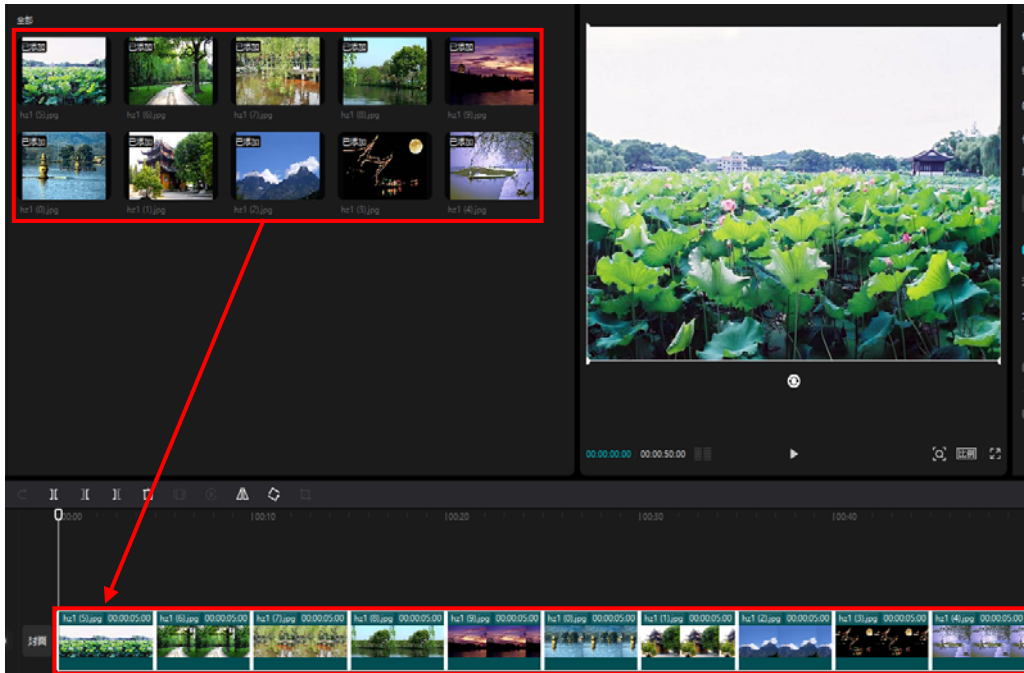 全部
已添加 已添加 已添加 已添加 已添加
hz1 (5).jpg hz1 (6).jpg hz1 (7).jpg hz1 (8).jpg hz1 (9).jpg
已添加 已添加 已添加 已添加 已添加
hz1 (0).jpg hz1 (1).jpg hz1 (2).jpg hz1 (3).jpg hz1 (4).jpg
00:00:00:00 00:00:50:00 比例
00:00 00:10 00:20 00:30 00:40
hz1 (5).jpg 00:00:05:00 hz1 (6).jpg 00:00:05:00 hz1 (7).jpg 00:00:05:00 hz1 (8).jpg 00:00:05:00 hz1 (9).jpg 00:00:05:00 hz1 (0).jpg 00:00:05:00 hz1 (1).jpg 00:00:05:00 hz1 (2).jpg 00:00:05:00 hz1 (3).jpg 00:00:05:00 hz1 (4).jpg 00:00:05:00
封面